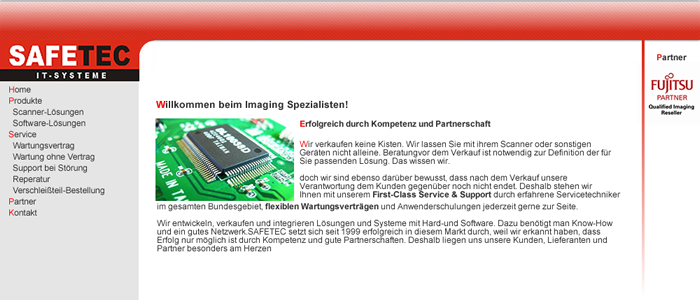 SAFETEC
IT-SYSTEME
Home
Produkte
Scanner-Lösungen
Software-Lösungen
Service
Wartungsvertrag
Wartung ohne Vertrag
Support bei Störung
Reperatur
Verschleißteil-Bestellung
Partner
Kontakt
Willkommen beim Imaging Spezialisten!
Erfolgreich durch Kompetenz und Partnerschaft
Wir verkaufen keine Kisten. Wir lassen Sie mit ihrem Scanner oder sonstigen
Geräten nicht alleine. Beratungvor dem Verkauf ist notwendig zur Definition der für
Sie passenden Lösung. Das wissen wir.
doch wir sind ebenso darüber bewusst, dass nach dem Verkauf unsere
Verantwortung dem Kunden gegenüber noch nicht endet. Deshalb stehen wir
Ihnen mit unserem First-Class Service & Support durch erfahrene Servicetechniker
im gesamten Bundesgebiet, flexiblen Wartungsverträgen und Anwenderschulungen jederzeit gerne zur Seite.
Wir entwickeln, verkaufen und integrieren Lösungen und Systeme mit Hard-und Software. Dazu benötigt man Know-How
und ein gutes Netzwerk.SAFETEC setzt sich seit 1999 erfolgreich in diesem Markt durch, weil wir erkannt haben, dass
Erfolg nur möglich ist durch Kompetenz und gute Partnerschaften. Deshalb liegen uns unsere Kunden, Lieferanten und
Partner besonders am Herzen
MADE IN
Partner
FUJITSU
PARTNER
Qualified Imaging
Reseller